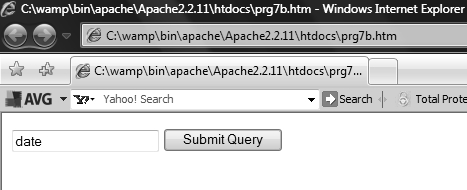 C:\wamp\bin\apache\Apache2.2.11\htdocs\prg7b.htm - Windows Internet Explorer
C:\wamp\bin\apache\Apache2.2.11\htdocs\prg7b.htm
C:\wamp\bin\apache\Apache2.2.11\htdocs\prg7...
AVG Y! Yahoo! Search Search Total Prote
date Submit Query